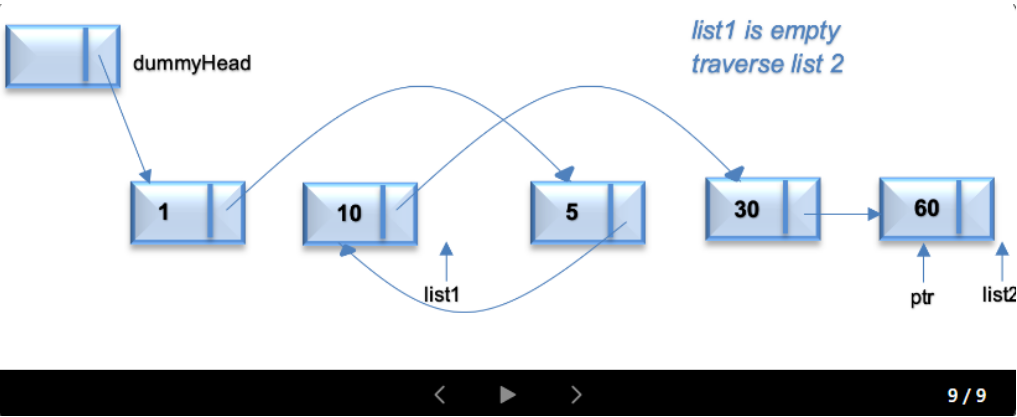 list1 is empty
traverse list 2
dummyHead
1
10
5
30
60
list1
ptr
list2
9 / 9